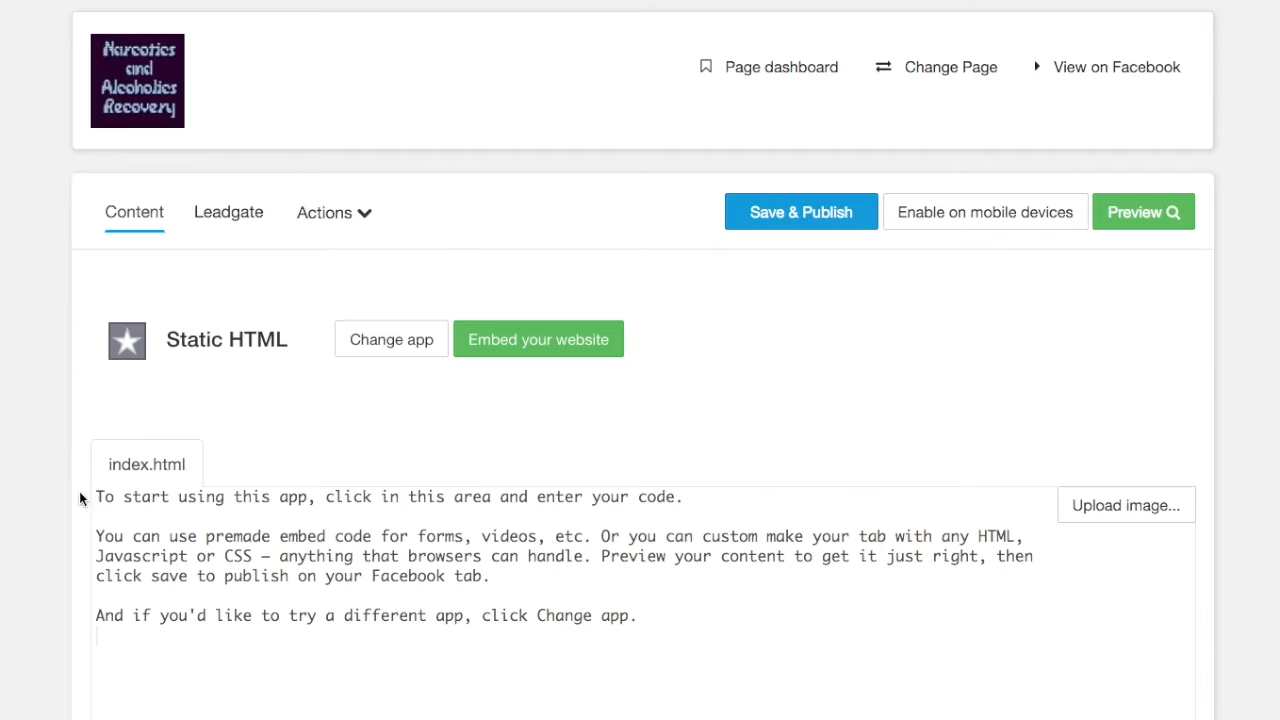 Narcotics
and
Alcoholics
Recovery
Page dashboard
Change Page
View on Facebook
Content
Leadgate
Actions
Save & Publish
Enable on mobile devices
Preview
Static HTML
Change app
Embed your website
index.html
To start using this app, click in this area and enter your code.
Upload image...
You can use premade embed code for forms, videos, etc. Or you can custom make your tab with any HTML,
Javascript or CSS – anything that browsers can handle. Preview your content to get it just right, then
click save to publish on your Facebook tab.
And if you'd like to try a different app, click Change app.